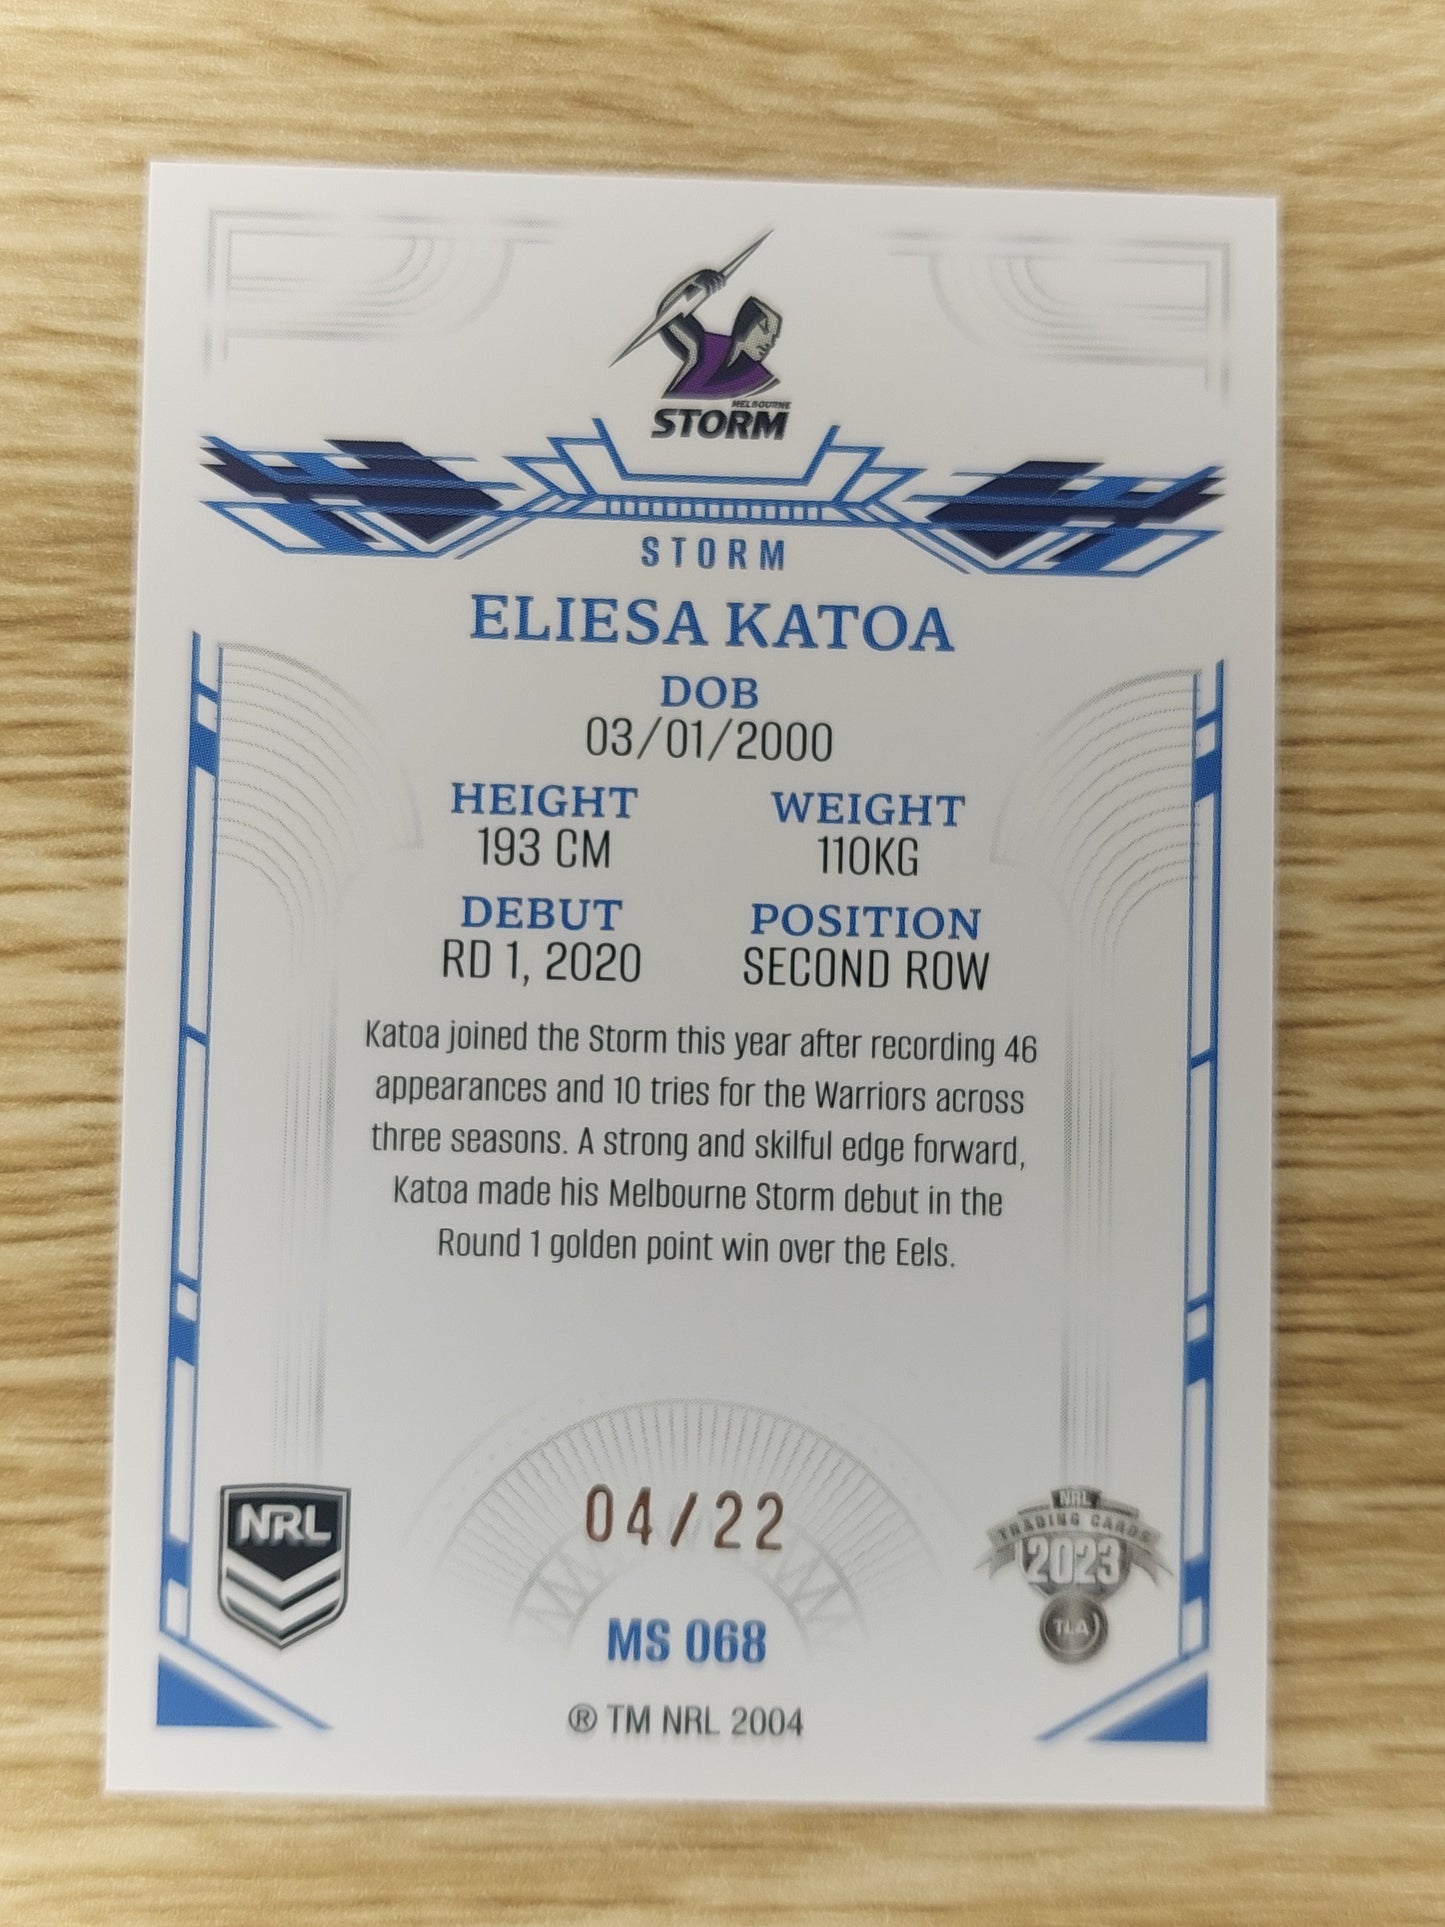 MELBOURNE
STORM
STORM
ELIESA KATOA
DOB
03/01/2000
HEIGHT WEIGHT
193 CM 110KG
DEBUT POSITION
RD 1, 2020 SECOND ROW
Katoa joined the Storm this year after recording 46
appearances and 10 tries for the Warriors across
three seasons. A strong and skilful edge forward,
Katoa made his Melbourne Storm debut in the
Round 1 golden point win over the Eels.
04/22
NRL
NRL
TRADING CARDS
2023
TLA
MS 068
® TM NRL 2004